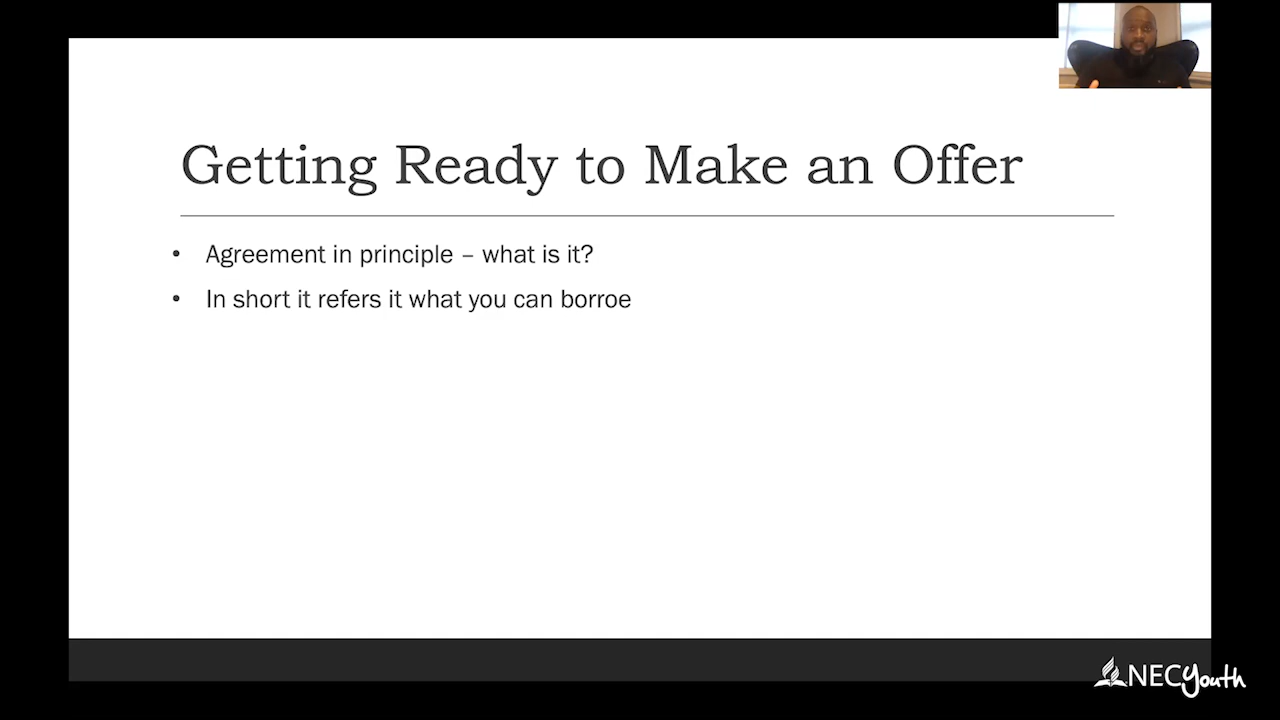 Getting Ready to Make an Offer
• Agreement in principle – what is it?
• In short it refers it what you can borroe
NECYouth